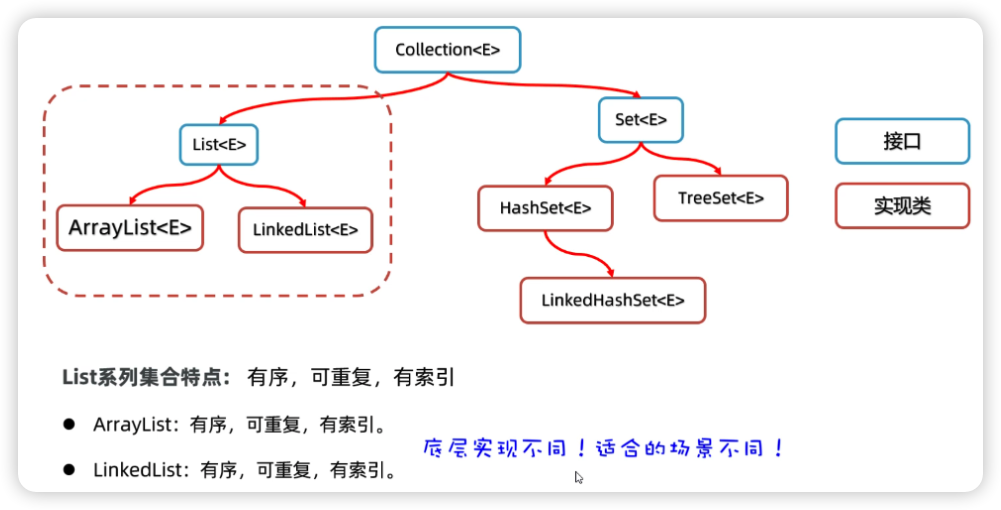 Collection<E>
List<E>
Set<E>
接口
ArrayList<E>
LinkedList<E>
HashSet<E>
TreeSet<E>
实现类
LinkedHashSet<E>
List系列集合特点： 有序，可重复，有索引
● ArrayList：有序，可重复，有索引。
底层实现不同！适合的场景不同！
● LinkedList：有序，可重复，有索引。